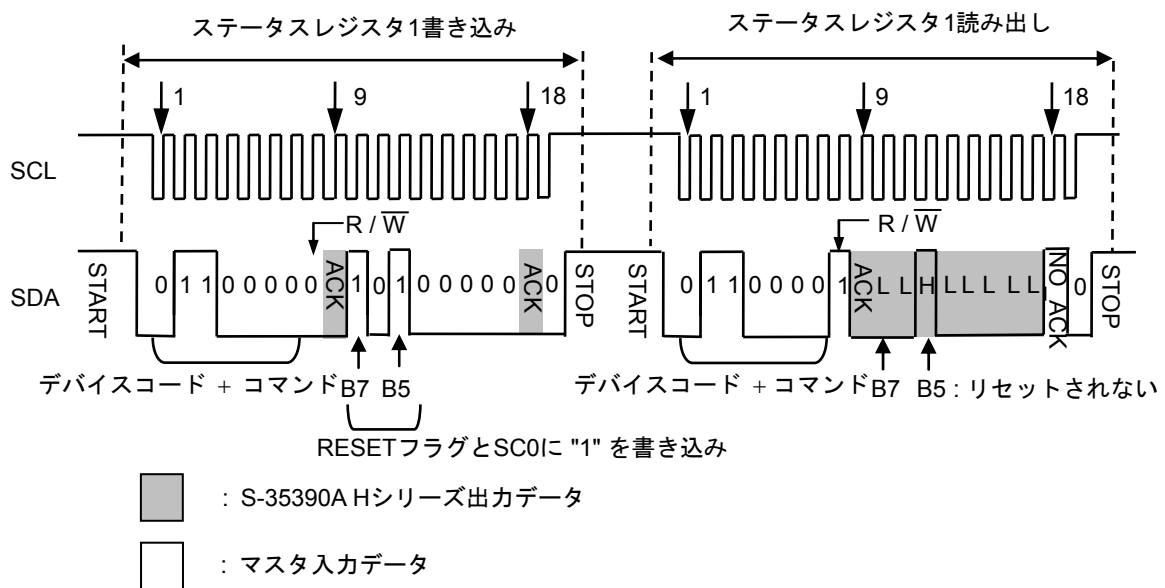 ステータスレジスタ1書き込み ステータスレジスタ1読み出し
1 9 18 1 9 18
SCL
R / W R / W
SDA START 0 1 1 0 0 0 0 0 ACK 1 0 1 0 0 0 0 0 ACK 0 STOP START 0 1 1 0 0 0 0 1 ACK L L H L L L L L NO_ACK 0 STOP
デバイスコード + コマンド B7 B5 デバイスコード + コマンド B7 B5 : リセットされない
RESETフラグとSC0に "1" を書き込み
: S-35390A Hシリーズ出力データ
: マスタ入力データ